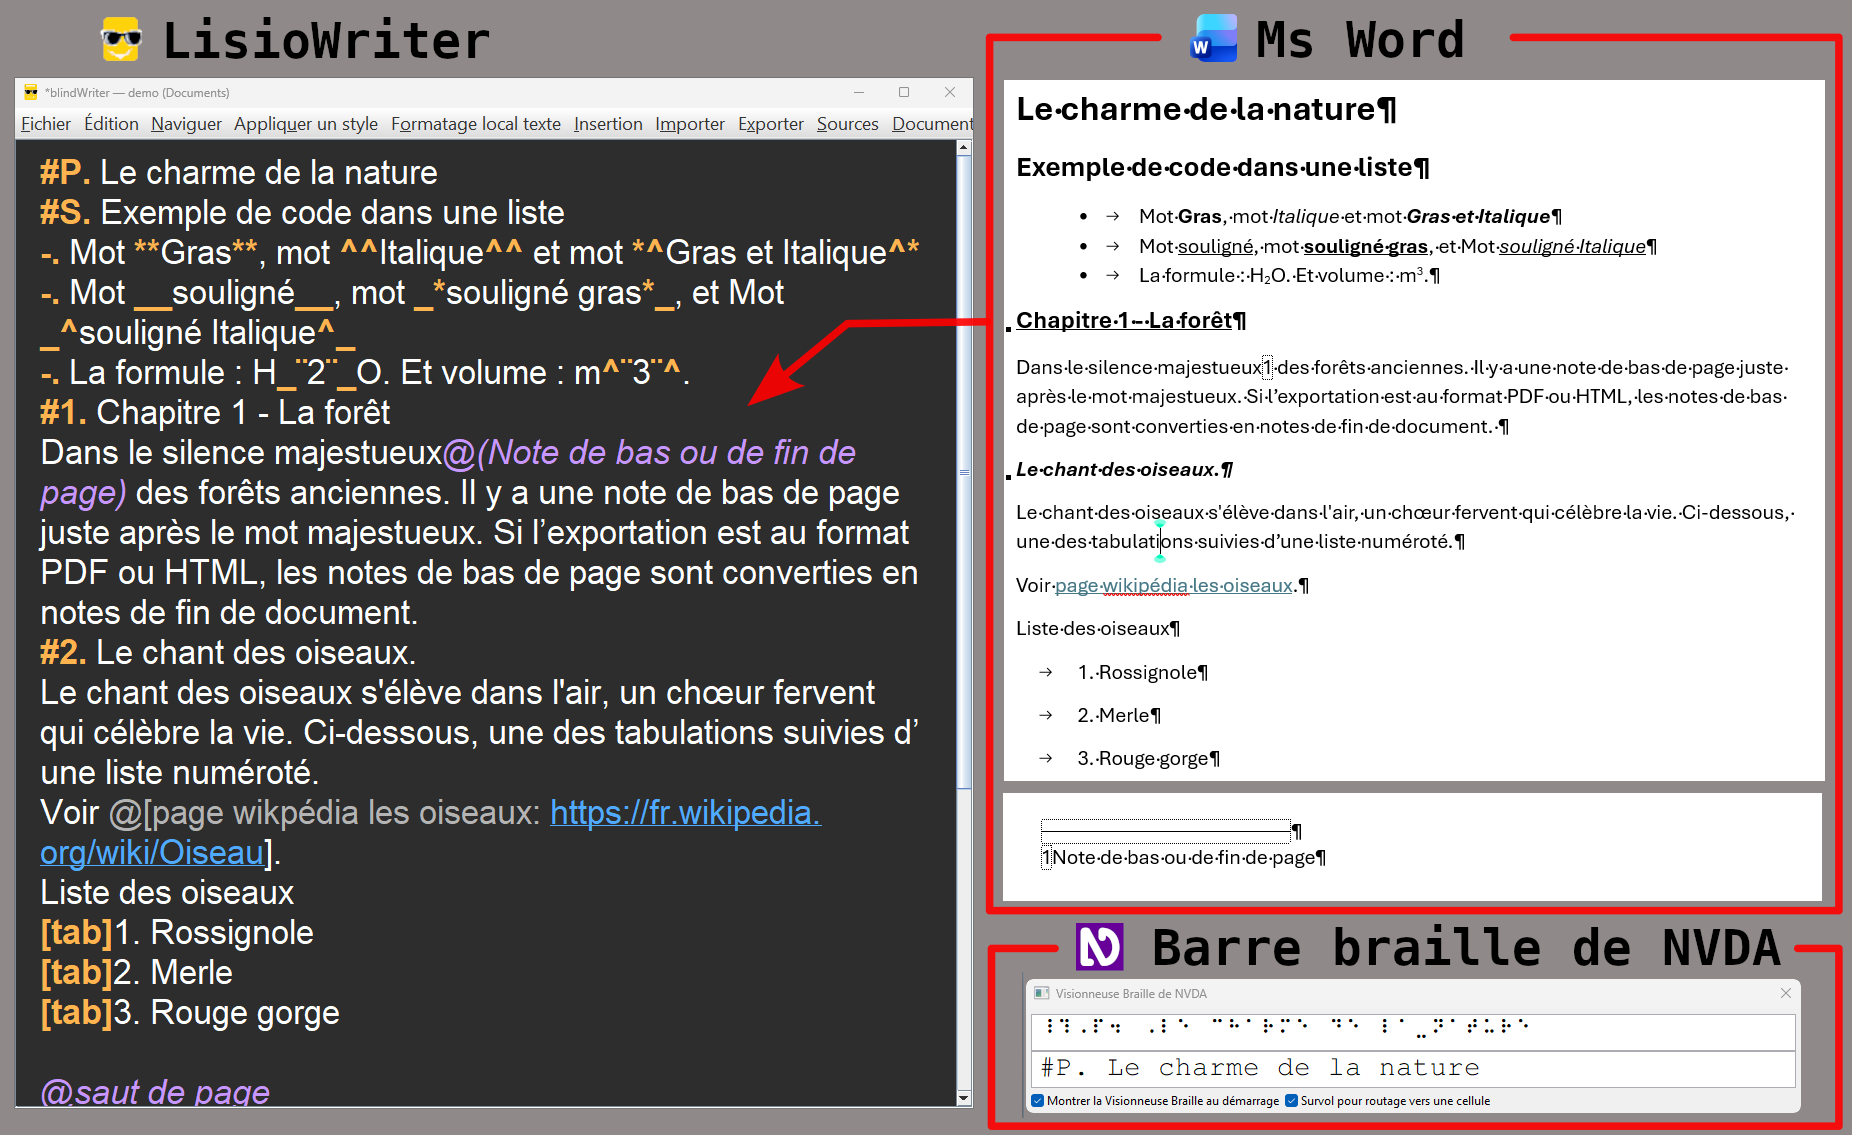 LisioWriter
*blindWriter — demo (Documents)
Fichier Édition Naviguer Appliquer un style Formatage local texte Insertion Importer Exporter Sources Document
#P. Le charme de la nature
#S. Exemple de code dans une liste
-. Mot **Gras**, mot ^^Italique^^ et mot *^Gras et Italique^*
-. Mot __souligné__, mot _*souligné gras*_, et Mot
_^souligné Italique^_
-. La formule : H_¨2¨_O. Et volume : m^¨3¨^.
#1. Chapitre 1 - La forêt
Dans le silence majestueux@(Note de bas ou de fin de
page) des forêts anciennes. Il y a une note de bas de page
juste après le mot majestueux. Si l’exportation est au format
PDF ou HTML, les notes de bas de page sont converties en
notes de fin de document.
#2. Le chant des oiseaux.
Le chant des oiseaux s'élève dans l'air, un chœur fervent
qui célèbre la vie. Ci-dessous, une des tabulations suivies d’
une liste numéroté.
Voir @[page wikpédia les oiseaux: https://fr.wikipedia.
org/wiki/Oiseau].
Liste des oiseaux
[tab]1. Rossignole
[tab]2. Merle
[tab]3. Rouge gorge
@saut de page
W Ms Word
Le·charme·de·la·nature¶
Exemple·de·code·dans·une·liste¶
• → Mot·Gras,·mot·Italique·et·mot·Gras·et·Italique¶
• → Mot·souligné,·mot·souligné·gras,·et·Mot·souligné·Italique¶
• → La·formule·:·H₂O.·Et·volume·:·m³.¶
Chapitre·1·–·La·forêt¶
Dans·le·silence·majestueux1·des·forêts·anciennes.·Il·y·a·une·note·de·bas·de·page·juste·
après·le·mot·majestueux.·Si·l’exportation·est·au·format·PDF·ou·HTML,·les·notes·de·bas·
de·page·sont·converties·en·notes·de·fin·de·document.·¶
Le·chant·des·oiseaux.¶
Le·chant·des·oiseaux·s'élève·dans·l'air,·un·chœur·fervent·qui·célèbre·la·vie.·Ci-dessous,·
une·des·tabulations·suivies·d’une·liste·numéroté.¶
Voir·page·wikipédia·les·oiseaux.¶
Liste·des·oiseaux¶
→ 1.·Rossignole¶
→ 2.·Merle¶
→ 3.·Rouge·gorge¶
¶
1Note·de·bas·ou·de·fin·de·page¶
Barre braille de NVDA
Visionneuse Braille de NVDA
#P. Le charme de la nature
Montrer la Visionneuse Braille au démarrage Survol pour routage vers une cellule